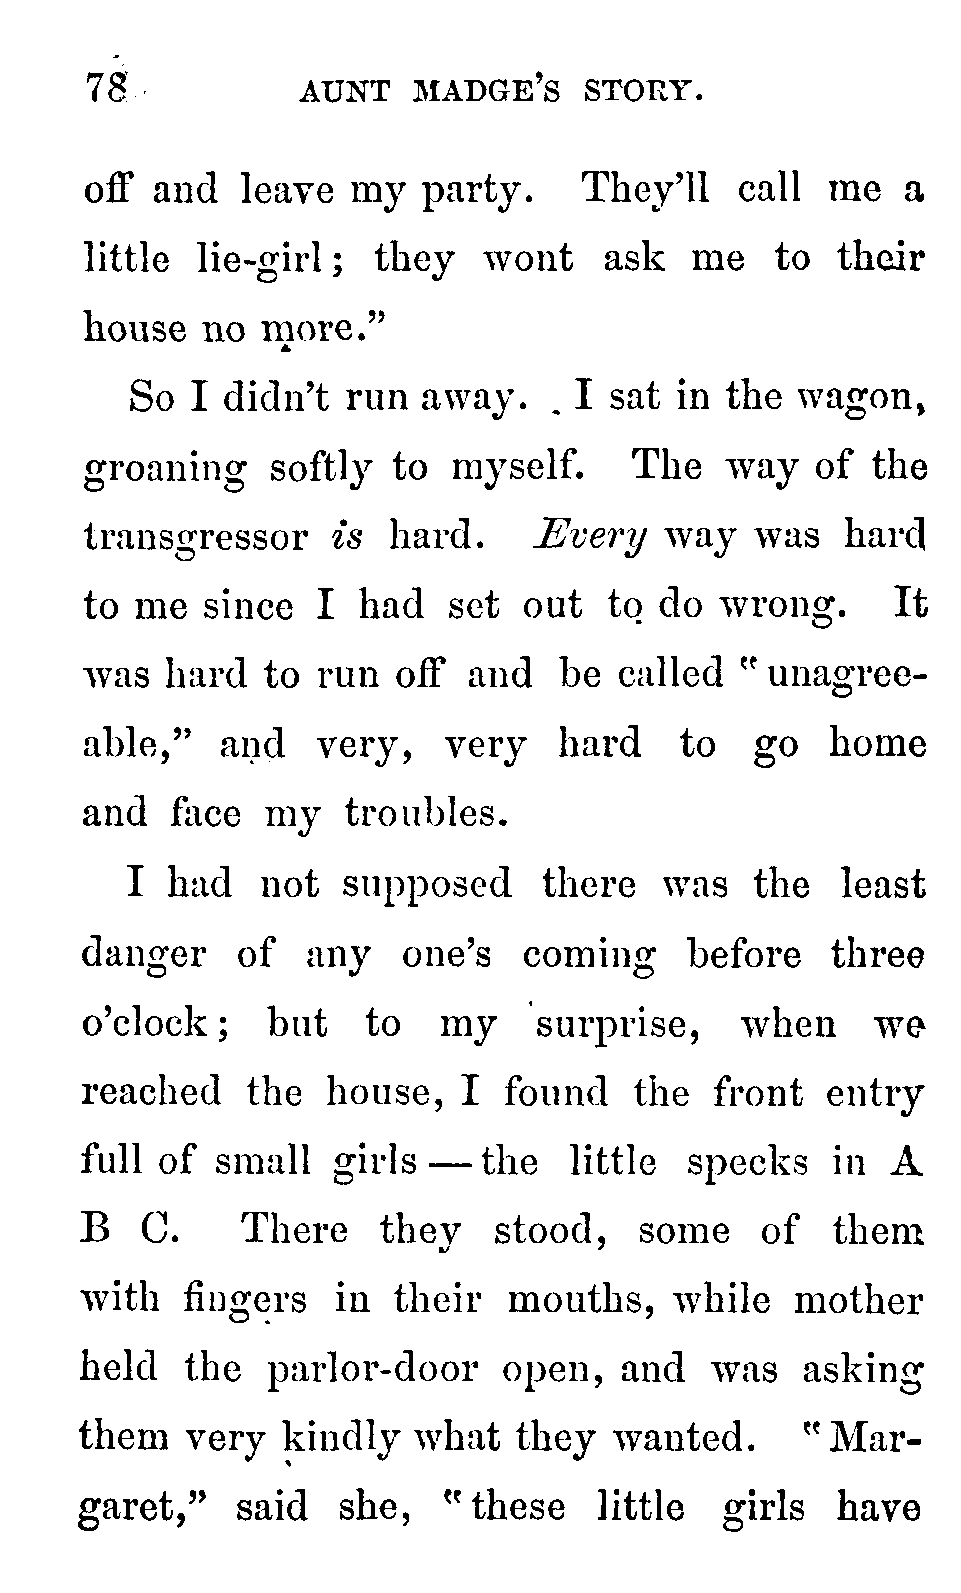 78 AUNT MADGE'S STORY.
off and leave my party. They'll call me a
little lie-girl; they wont ask me to their
house no more."
So I didn't run away. I sat in the wagon,
groaning softly to myself. The way of the
transgressor is hard. Every way was hard
to me since I had set out to do wrong. It
was hard to run off and be called "unagree-
able," and very, very hard to go home
and face my troubles.
I had not supposed there was the least
danger of any one's coming before three
o'clock; but to my surprise, when we
reached the house, I found the front entry
full of small girls — the little specks in A
B C. There they stood, some of them
with fingers in their mouths, while mother
held the parlor-door open, and was asking
them very kindly what they wanted. "Mar-
garet," said she, "these little girls have